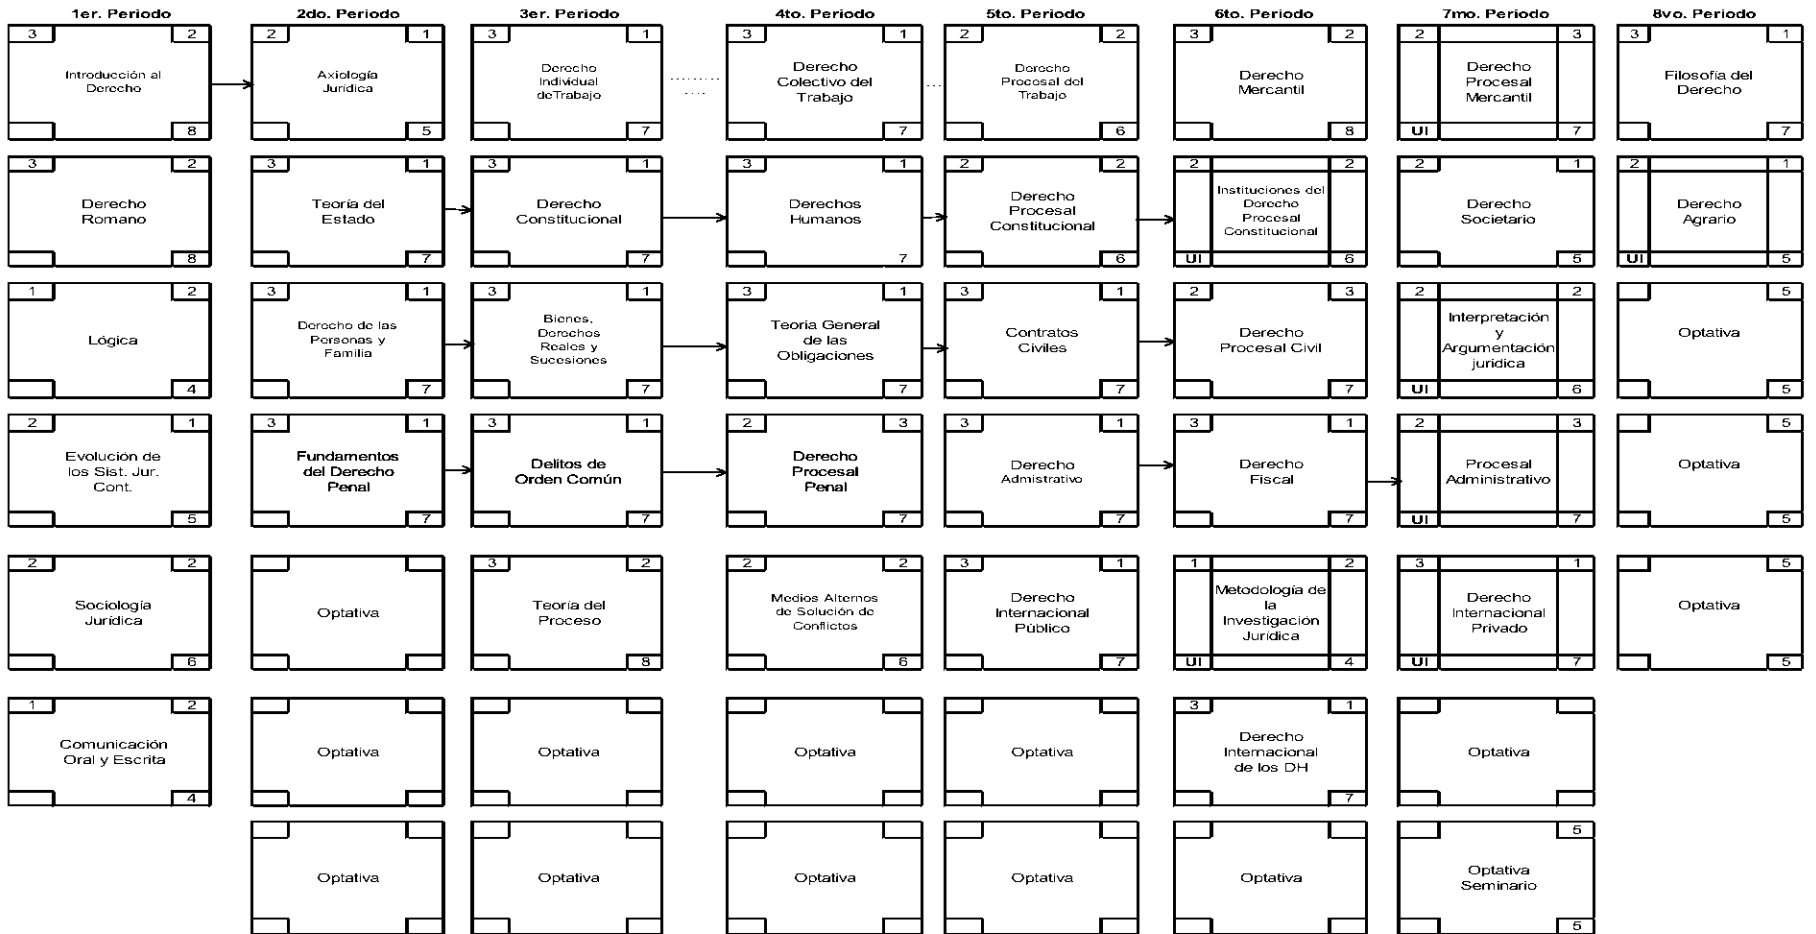 1er. Periodo
2do. Periodo
3er. Periodo
4to. Periodo
5to. Periodo
6to. Periodo
7mo. Periodo
8vo. Periodo
3 2
Introducción al
Derecho
8
2 1
Axiología
Jurídica
5
3 1
Derecho
Individual
deTrabajo
7
3 1
Derecho
Colectivo del
Trabajo
7
2 2
Derecho
Procesal del
Trabajo
6
3 2
Derecho
Mercantil
8
2 3
Derecho
Procesal
Mercantil
UI 7
3 1
Filosofía del
Derecho
7
3 2
Derecho
Romano
8
3 1
Teoría del
Estado
7
3 1
Derecho
Constitucional
7
3 1
Derechos
Humanos
7
2 2
Derecho
Procesal
Constitucional
6
2 2
Instituciones del
Derecho
Procesal
Constitucional
UI 6
2 1
Derecho
Societario
5
2 1
Derecho
Agrario
UI 5
1 2
Lógica
4
3 1
Derecho de las
Personas y
Familia
7
3 1
Bienes,
Derechos
Reales y
Sucesiones
7
3 1
Teoría General
de las
Obligaciones
7
3 1
Contratos
Civiles
7
2 3
Derecho
Procesal Civil
7
2 2
Interpretación
y
Argumentación
jurídica
UI 6
5
Optativa
5
2 1
Evolución de
los Sist. Jur.
Cont.
5
3 1
Fundamentos
del Derecho
Penal
7
3 1
Delitos de
Orden Común
7
2 3
Derecho
Procesal
Penal
7
3 1
Derecho
Admistrativo
7
3 1
Derecho
Fiscal
7
2 3
Procesal
Administrativo
UI 7
5
Optativa
5
2 2
Sociología
Jurídica
6
Optativa
3 2
Teoría del
Proceso
8
2 2
Medios Alternos
de Solución de
Conflictos
6
3 1
Derecho
Internacional
Público
7
1 2
Metodología de
la
Investigación
Jurídica
UI 4
3 1
Derecho
Internacional
Privado
UI 7
5
Optativa
5
1 2
Comunicación
Oral y Escrita
4
Optativa
Optativa
Optativa
Optativa
3 1
Derecho
Internacional
de los DH
7
Optativa
Optativa
Optativa
Optativa
Optativa
Optativa
5
Optativa
Seminario
5